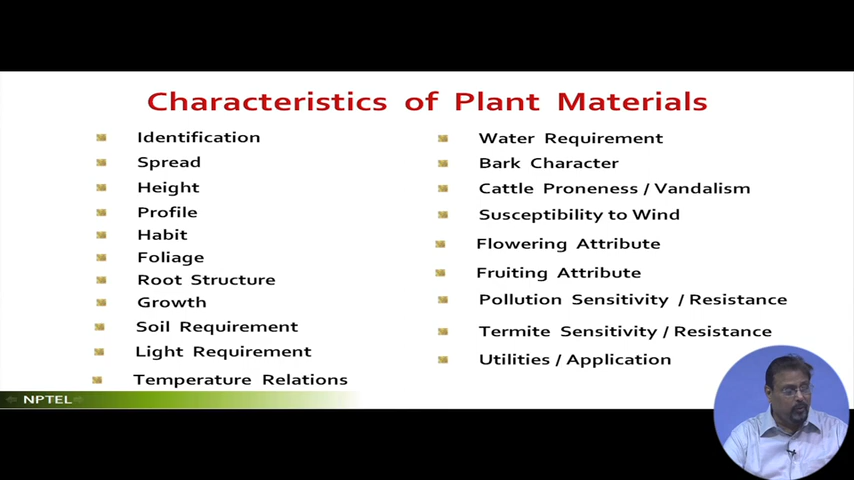 Characteristics of Plant Materials
Identification
Spread
Height
Profile
Habit
Foliage
Root Structure
Growth
Soil Requirement
Light Requirement
Temperature Relations
Water Requirement
Bark Character
Cattle Proneness / Vandalism
Susceptibility to Wind
Flowering Attribute
Fruiting Attribute
Pollution Sensitivity / Resistance
Termite Sensitivity / Resistance
Utilities / Application
NPTEL